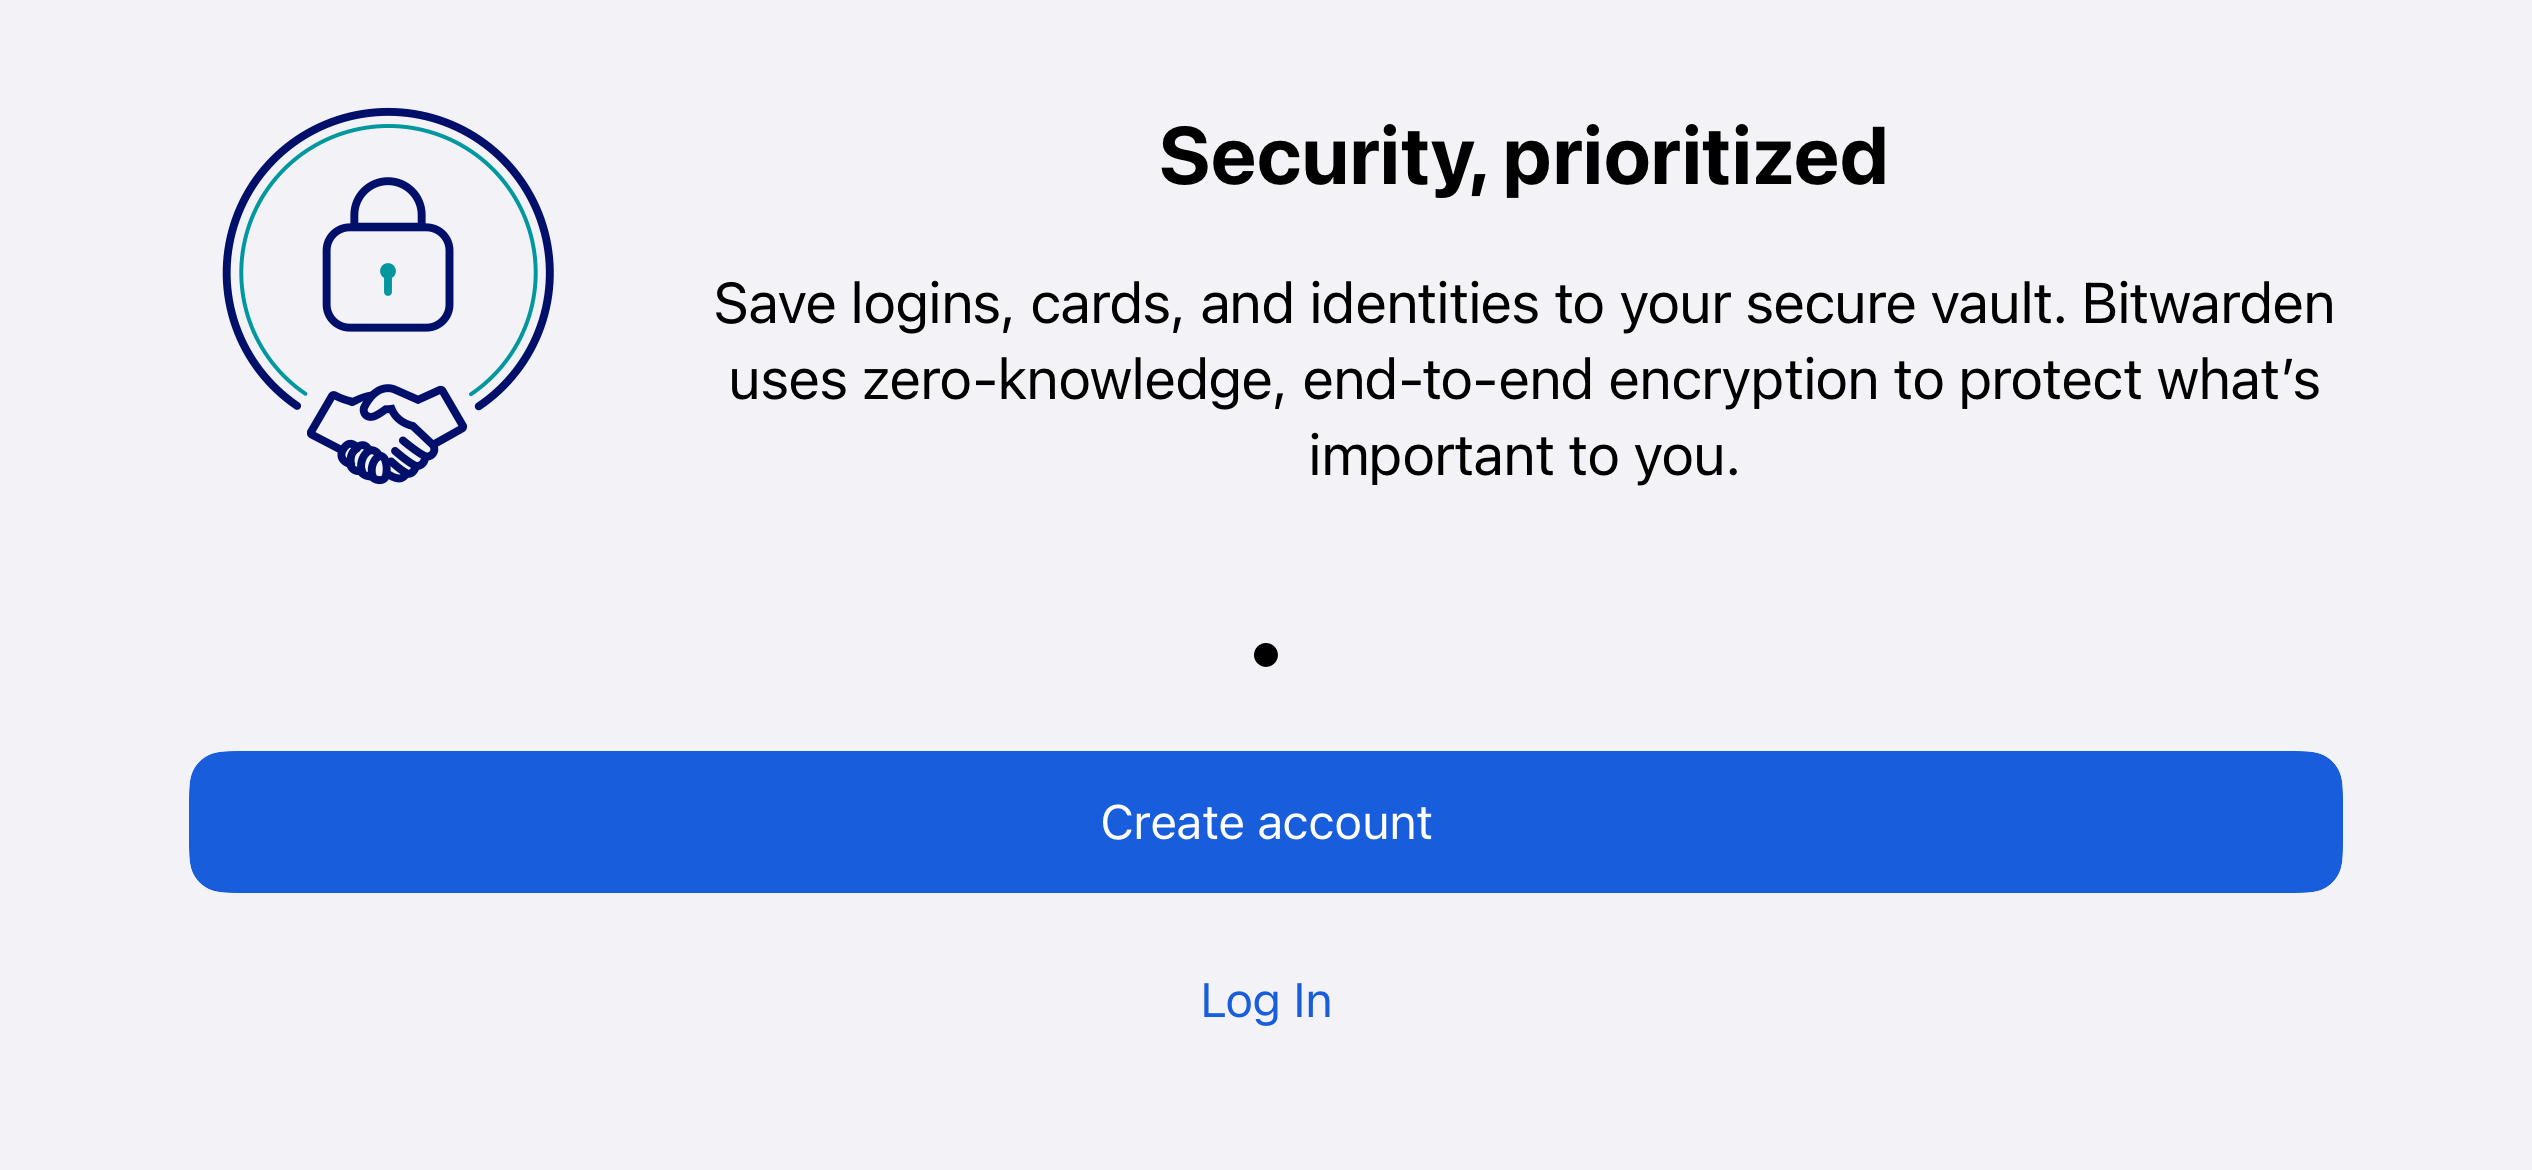 Security, prioritized
Save logins, cards, and identities to your secure vault. Bitwarden
uses zero-knowledge, end-to-end encryption to protect what’s
important to you.
Create account
Log In